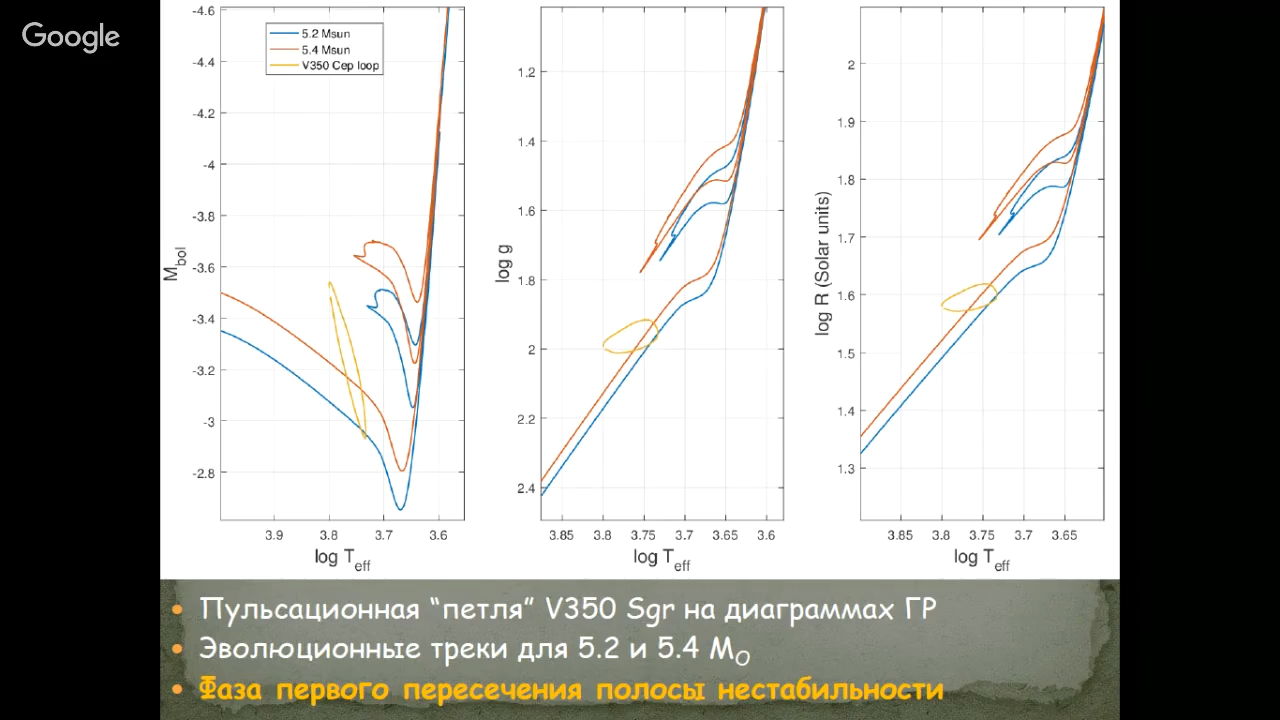 Google
5.2 Msun
5.4 Msun
V350 Cep loop
-4.6
-4.4
-4.2
-4
-3.8
-3.6
-3.4
-3.2
-3
-2.8
M_bol
3.9 3.8 3.7 3.6
log T_eff
1.2
1.4
1.6
1.8
2
2.2
2.4
log g
3.85 3.8 3.75 3.7 3.65 3.6
log T_eff
2
1.9
1.8
1.7
1.6
1.5
1.4
1.3
log R (Solar units)
3.85 3.8 3.75 3.7 3.65
log T_eff
• Пульсационная “петля” V350 Sgr на диаграммах ГР
• Эволюционные треки для 5.2 и 5.4 M_O
• Фаза первого пересечения полосы нестабильности